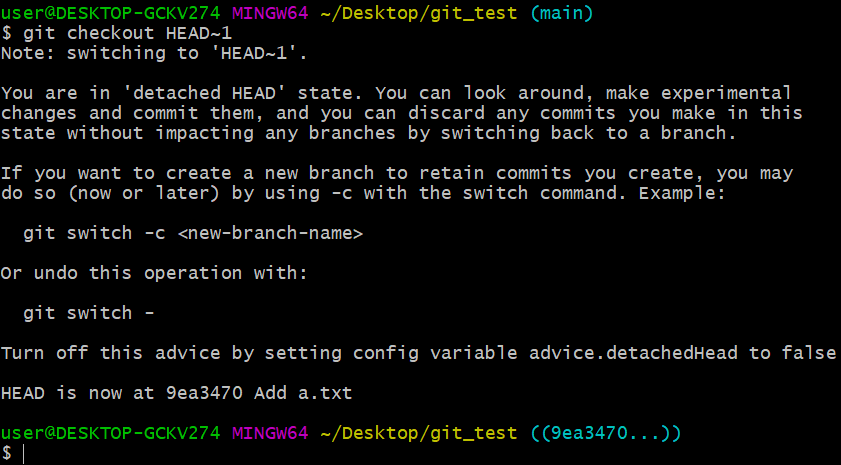 user@DESKTOP-GCKV274 MINGW64 ~/Desktop/git_test (main)
$ git checkout HEAD~1
Note: switching to 'HEAD~1'.
You are in 'detached HEAD' state. You can look around, make experimental
changes and commit them, and you can discard any commits you make in this
state without impacting any branches by switching back to a branch.
If you want to create a new branch to retain commits you create, you may
do so (now or later) by using -c with the switch command. Example:
git switch -c <new-branch-name>
Or undo this operation with:
git switch -
Turn off this advice by setting config variable advice.detachedHead to false
HEAD is now at 9ea3470 Add a.txt
user@DESKTOP-GCKV274 MINGW64 ~/Desktop/git_test ((9ea3470...))
$